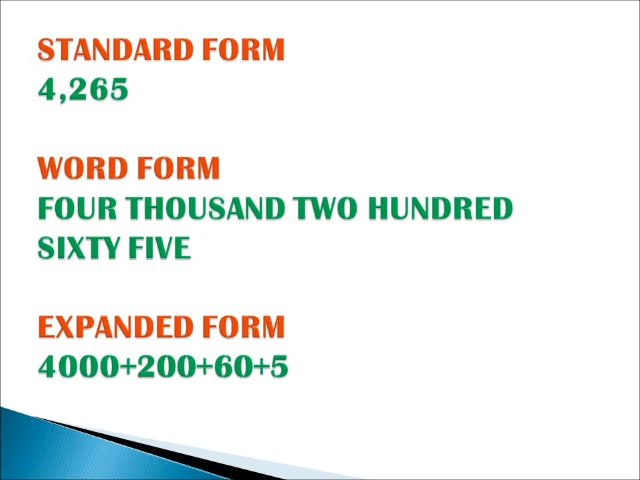 STANDARD FORM
4,265
WORD FORM
FOUR THOUSAND TWO HUNDRED
SIXTY FIVE
EXPANDED FORM
4000+200+60+5